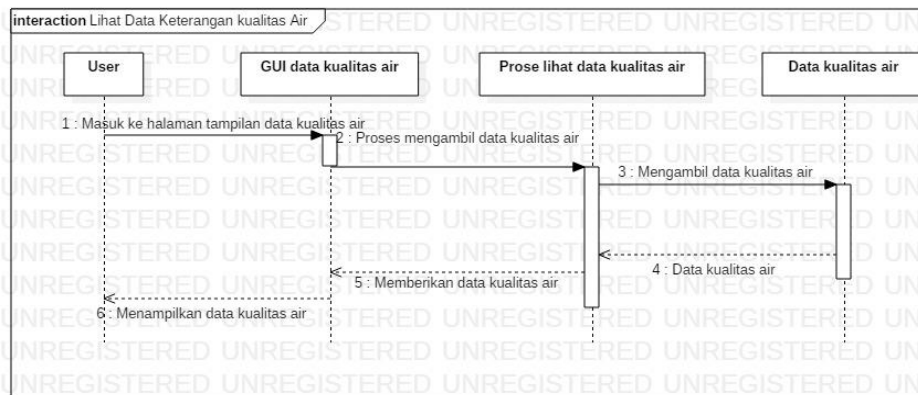 interaction Lihat Data Keterangan kualitas Air
User
GUI data kualitas air
Prose lihat data kualitas air
Data kualitas air
1 : Masuk ke halaman tampilan data kualitas air
2 : Proses mengambil data kualitas air
3 : Mengambil data kualitas air
4 : Data kualitas air
5 : Memberikan data kualitas air
6 : Menampilkan data kualitas air
UNREGISTERED